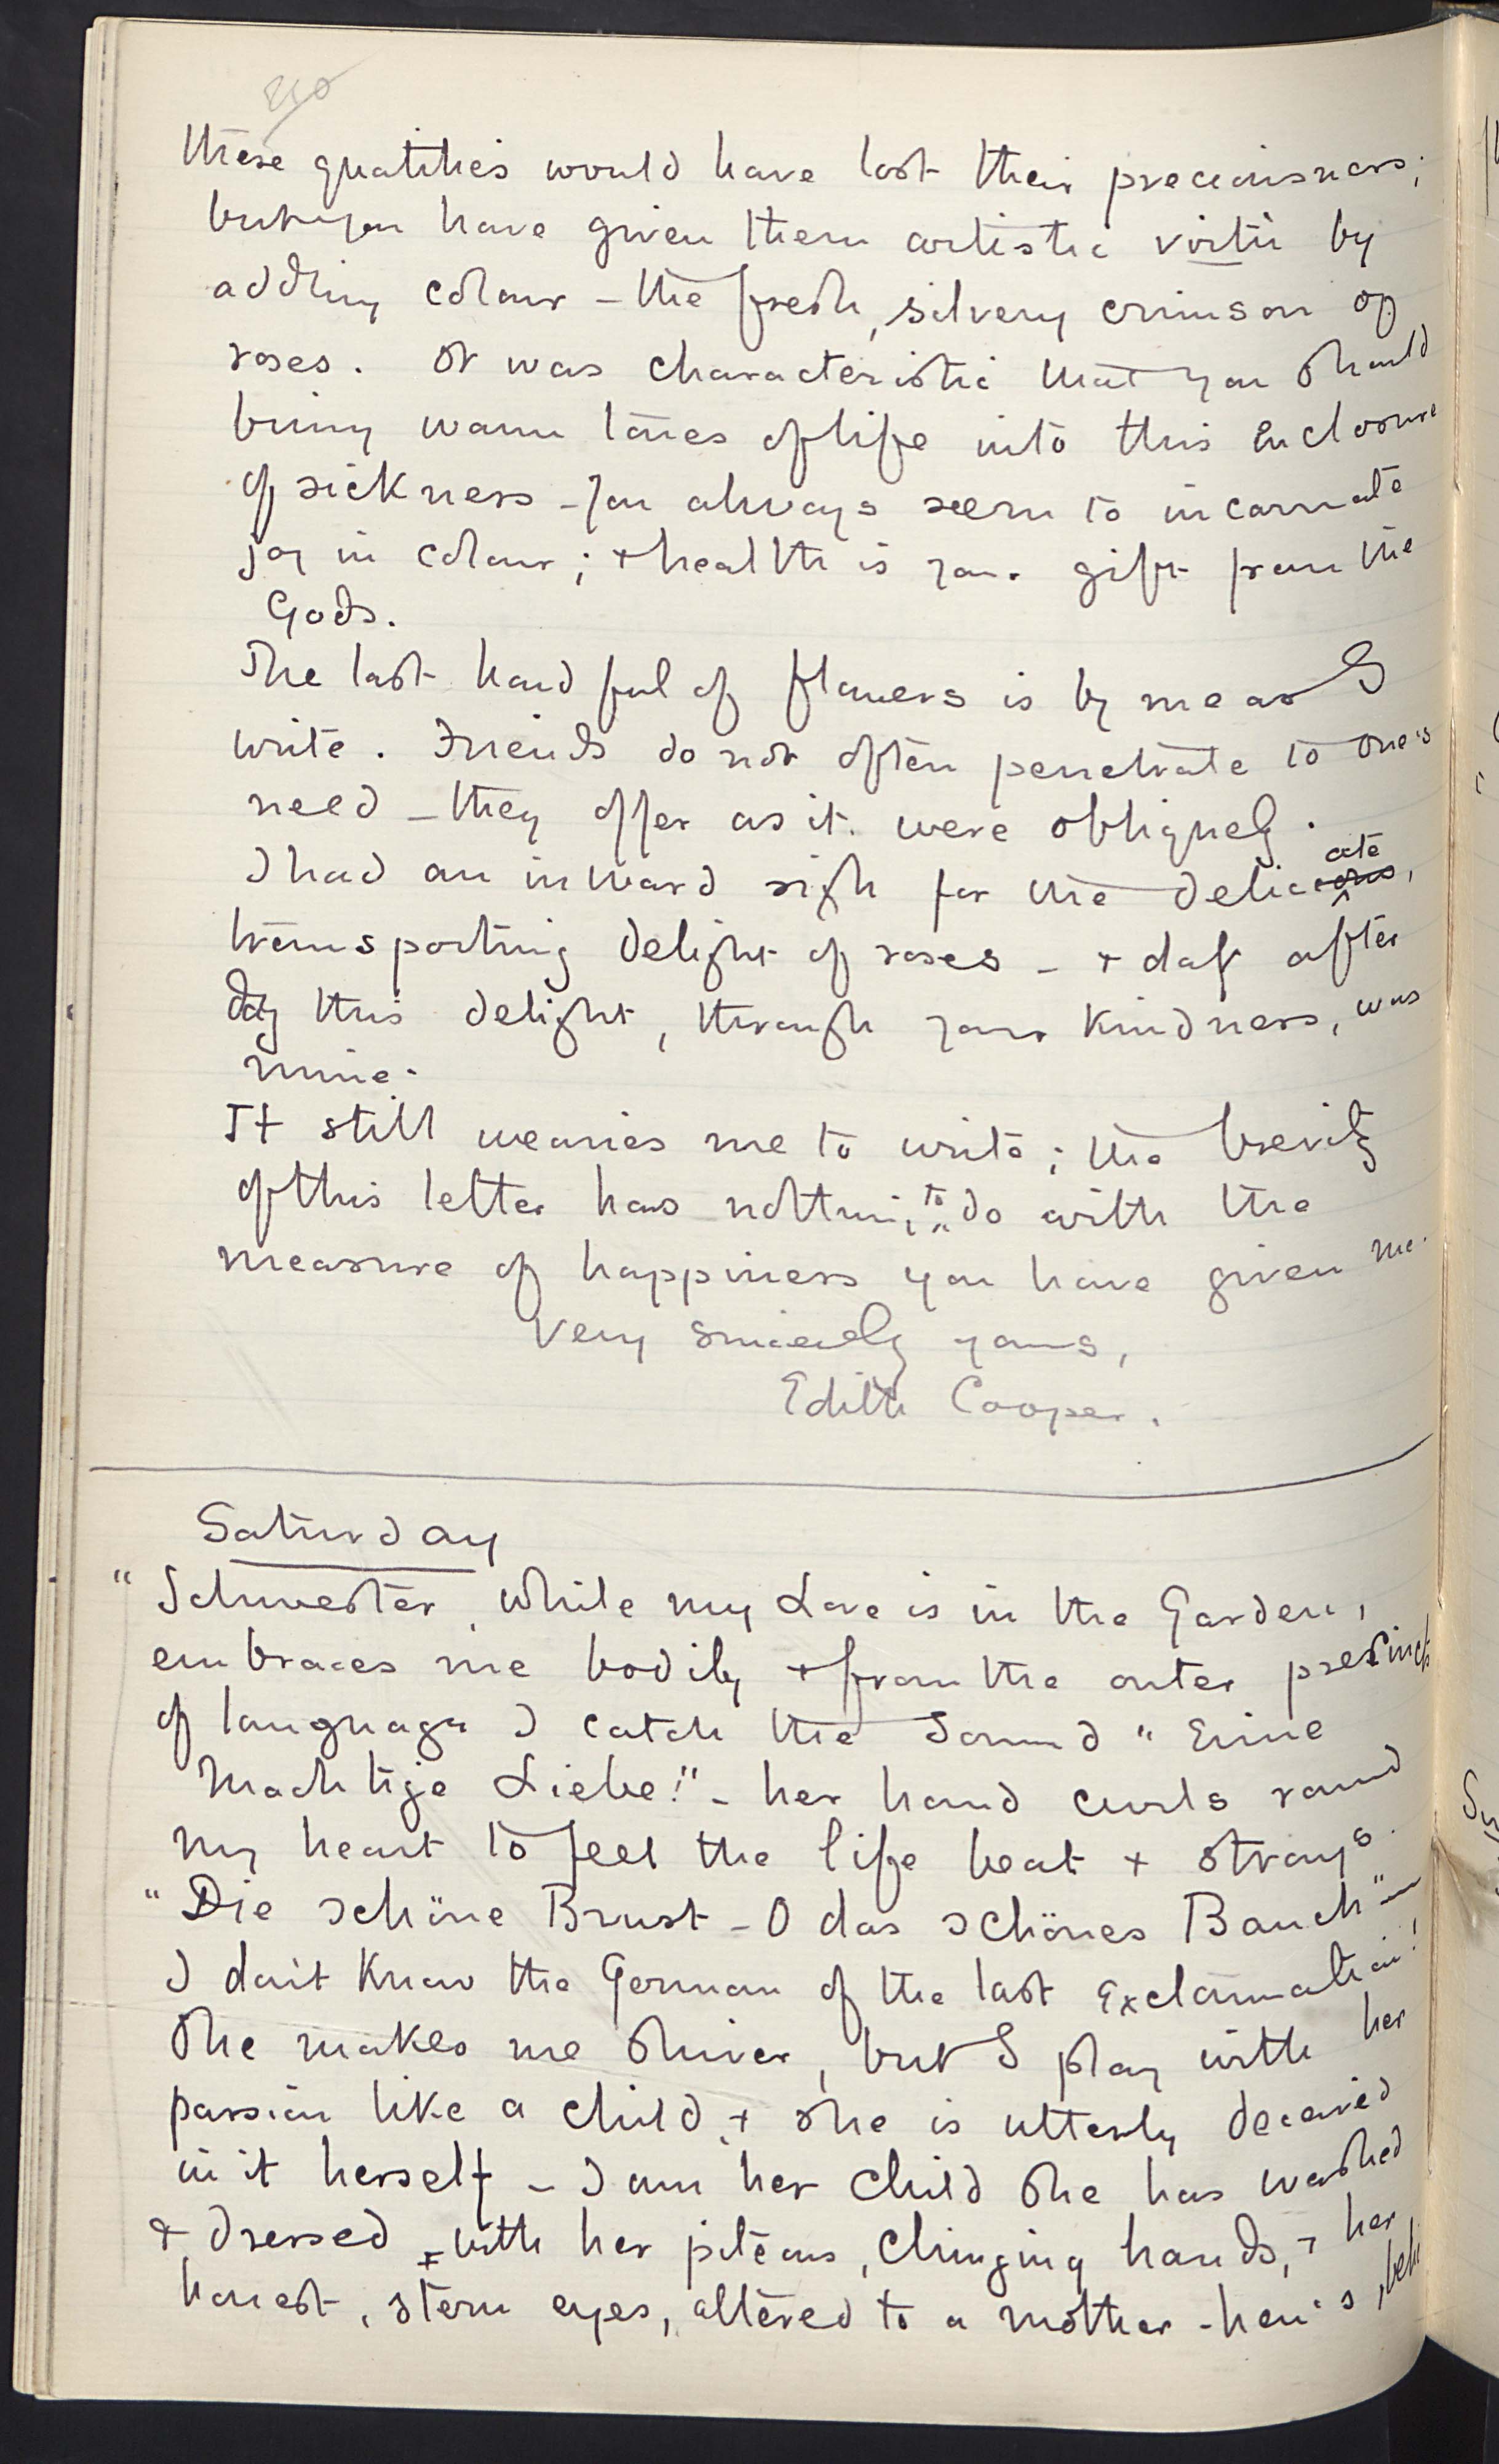 these qualities would have lost their preciousness;
but you have given them artistic virtù by
adding colour – the fresh, silvery crimson of
roses. It was characteristic that you should
bring warm tones of life into this enclosure
of sickness – you always seem to incarnate
joy in colour; + health is your gift from the
Gods.
The last handful of flowers is by me as I
write. Friends do not often penetrate to one's
need – they offer as it were obliquely.
I had an inward sigh for the delicate,
transporting delight of roses – + day after
day this delight, through your kindness, was
mine.
It still wearies me to write; the brevity
of this letter has nothing to do with the
measure of happiness you have given me.
Very sincerely yours,
Edith Cooper.
Saturday
"Schwester, while my Love is in the Garden,
embraces me bodily + from the outer precincts
of language I catch the sound "Eine
Machtige Liebe!" – her hand curls round
my heart to feel the life beat + strays.
"Die schöne Brust – O das schönes Bauch" –
I don't know the German of the last exclamation!
She makes me shiver, but I play with her
passion like a child, + she is utterly deceived
in it herself – I am her child she has washed
+ dressed + with her piteous, clinging hands, + her
honest, stern eyes, altered to a mother-hen's,